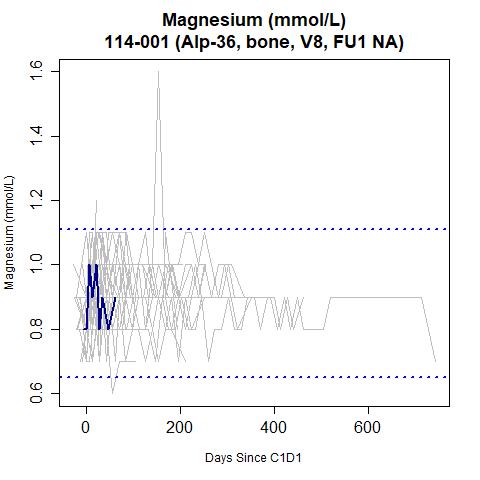 Magnesium (mmol/L)
114-001 (Alp-36, bone, V8, FU1 NA)
Magnesium (mmol/L)
1.6
1.4
1.2
1.0
0.8
0.6
0
200
400
600
Days Since C1D1